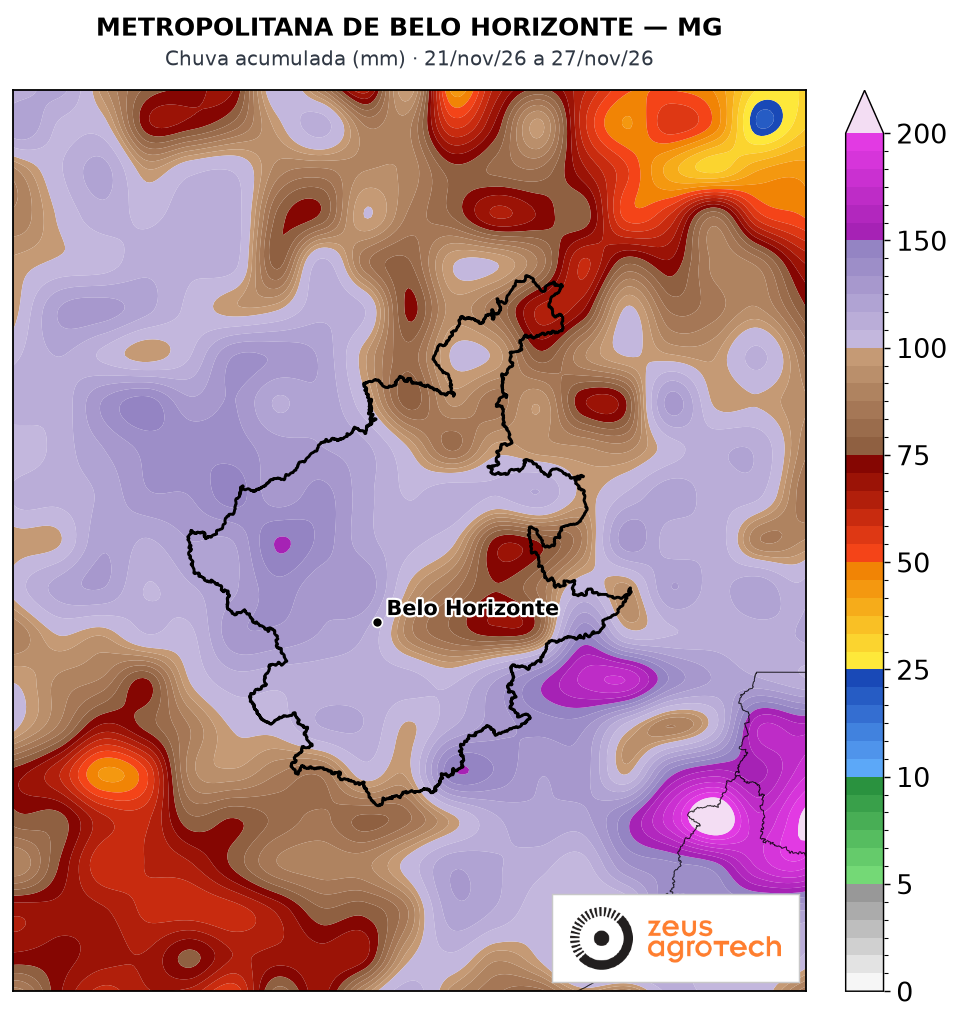 METROPOLITANA DE BELO HORIZONTE — MG
Chuva acumulada (mm) · 21/nov/26 a 27/nov/26
200
150
100
75
50
25
10
5
0
Belo Horizonte
zeus
agroTech